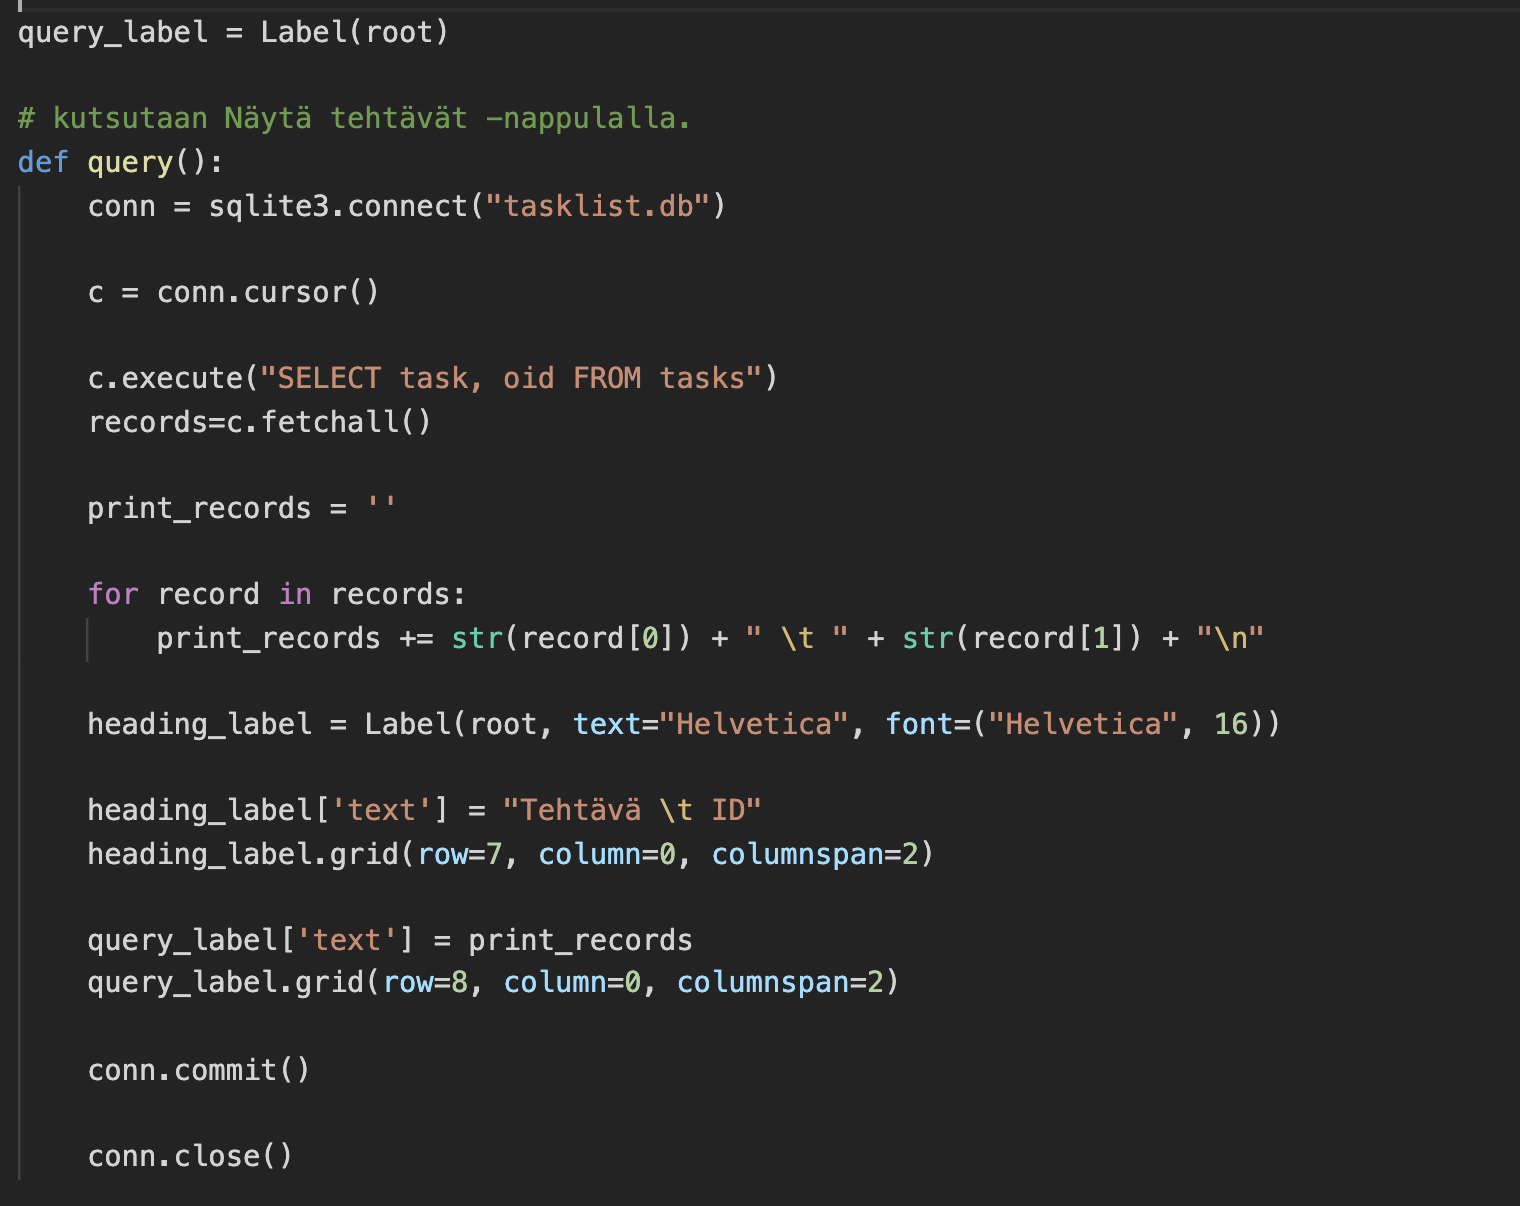 query_label = Label(root)
# kutsutaan Näytä tehtävät -nappulalla.
def query():
    conn = sqlite3.connect("tasklist.db")
    c = conn.cursor()
    c.execute("SELECT task, oid FROM tasks")
    records=c.fetchall()
    print_records = ''
    for record in records:
        print_records += str(record[0]) + " \t " + str(record[1]) + "\n"
    heading_label = Label(root, text="Helvetica", font=("Helvetica", 16))
    heading_label['text'] = "Tehtävä \t ID"
    heading_label.grid(row=7, column=0, columnspan=2)
    query_label['text'] = print_records
    query_label.grid(row=8, column=0, columnspan=2)
    conn.commit()
    conn.close()